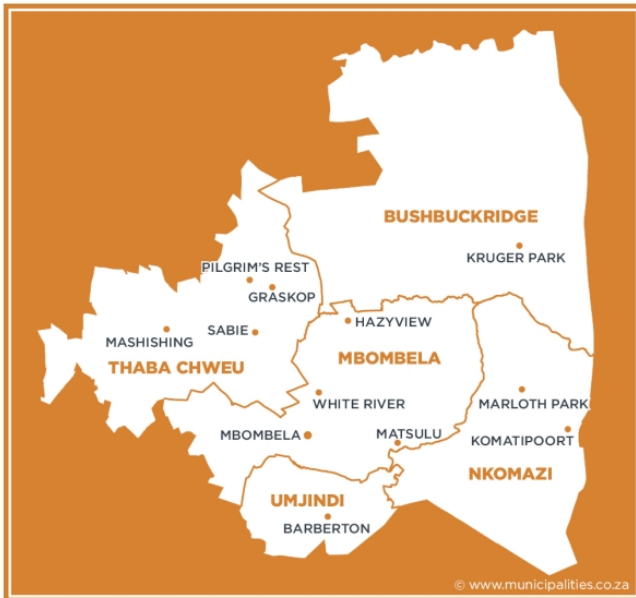 BUSHBUCKRIDGE
KRUGER PARK
PILGRIM'S REST
GRASKOP
HAZYVIEW
SABIE
MASHISHING
MBOMBELA
THABA CHWEU
WHITE RIVER
MARLOTH PARK
MBOMBELA
MATSULU
KOMATIPOORT
NKOMAZI
UMJINDI
BARBERTON
© www.municipalities.co.za